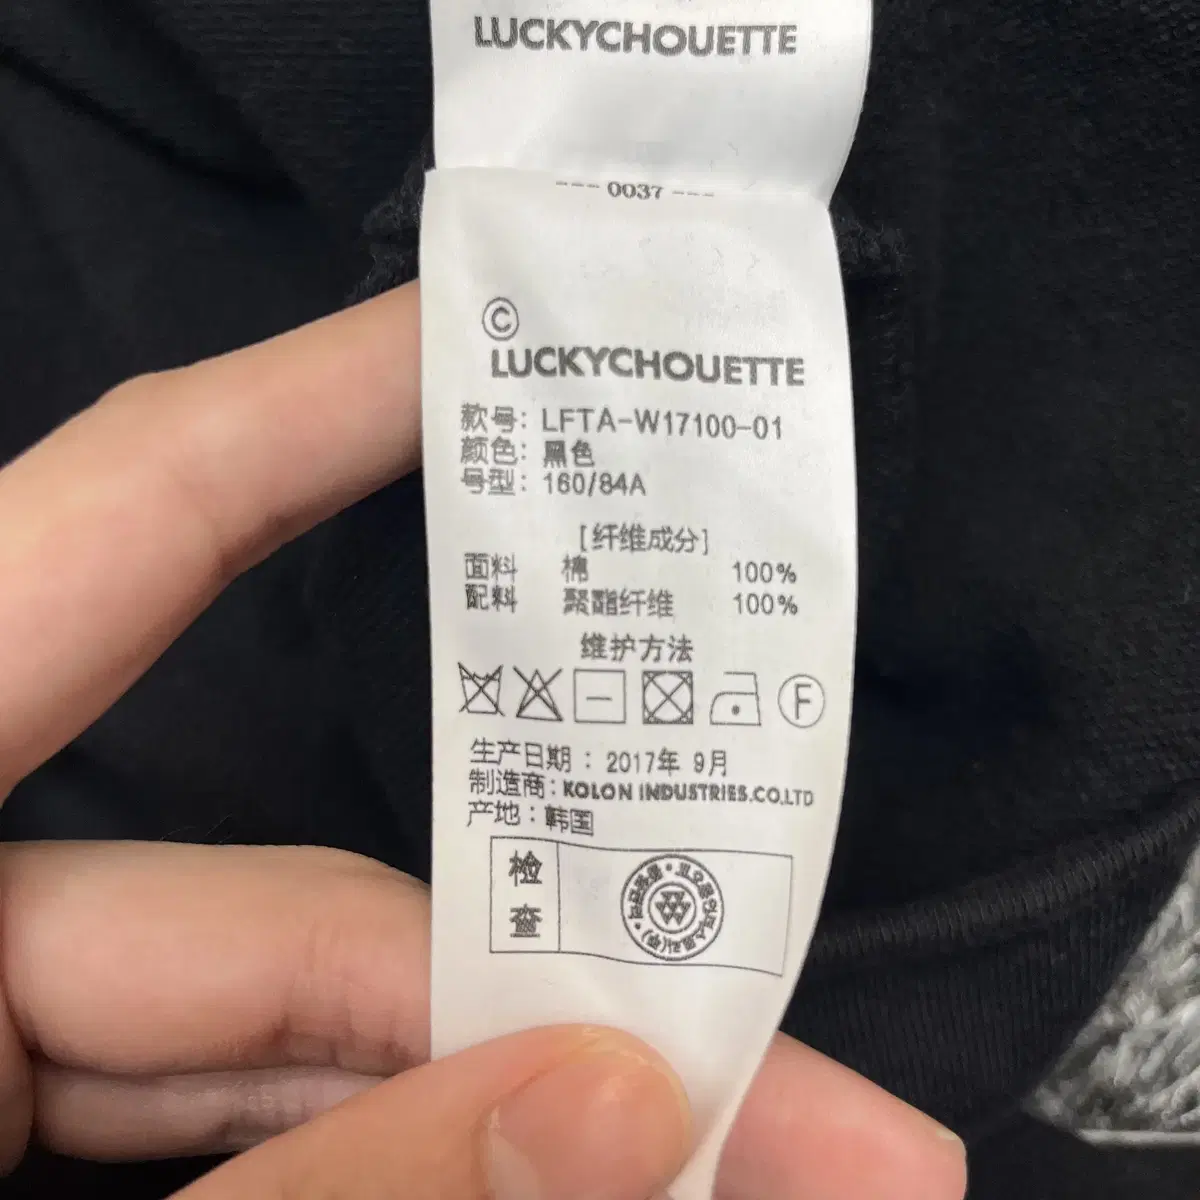 LUCKYCHOUETTE
--- 0037 ---
©
LUCKYCHOUETTE
款号: LFTA-W17100-01
颜色: 黑色
号型: 160/84A
[纤维成分]
面料 棉 100%
配料 聚酯纤维 100%
维护方法
F
生产日期 : 2017年 9月
制造商: KOLON INDUSTRIES.CO.LTD
产地: 韩国
检
查